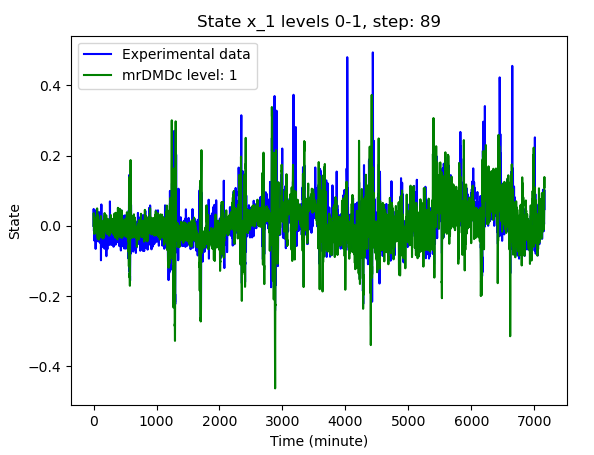 State x_1 levels 0-1, step: 89
Experimental data
mrDMDc level: 1
0.4
0.2
0.0
−0.2
−0.4
State
0 1000 2000 3000 4000 5000 6000 7000
Time (minute)